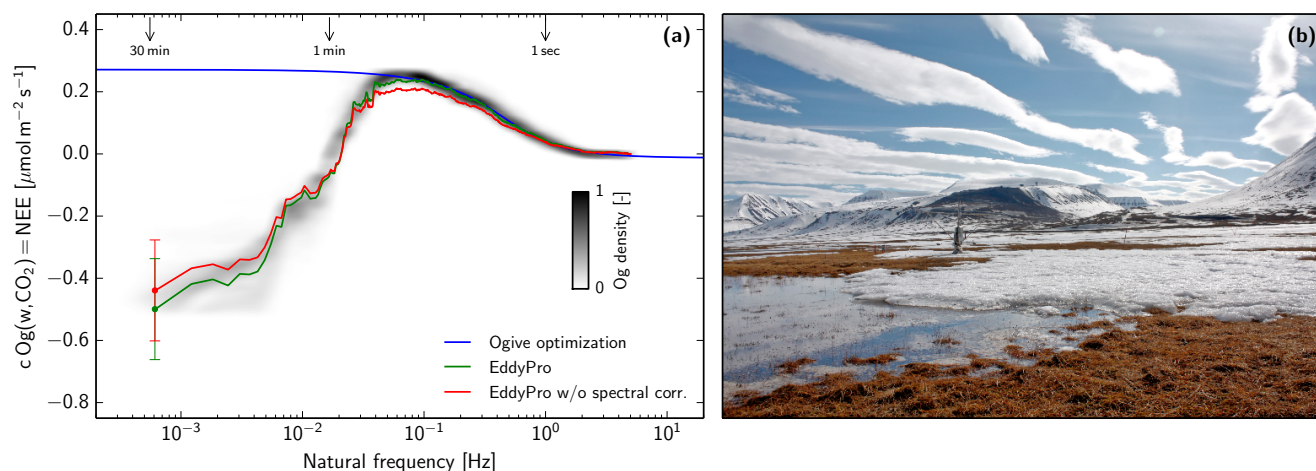 (a)
(b)
30 min
1 min
1 sec
0.4
0.2
0.0
−0.2
−0.4
−0.6
−0.8
c Og(w, CO₂) = NEE [μmol m⁻² s⁻¹]
1
0
Og density [-]
Ogive optimization
EddyPro
EddyPro w/o spectral corr.
10⁻³ 10⁻² 10⁻¹ 10⁰ 10¹
Natural frequency [Hz]